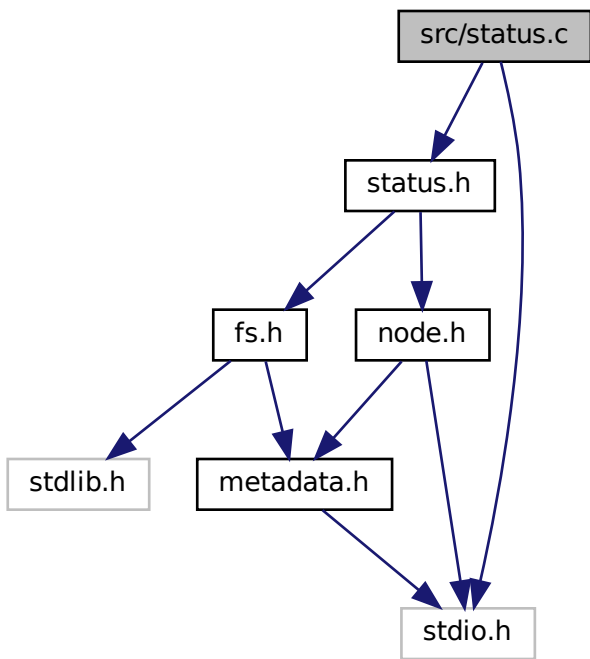 src/status.c
status.h
fs.h
node.h
stdlib.h
metadata.h
stdio.h